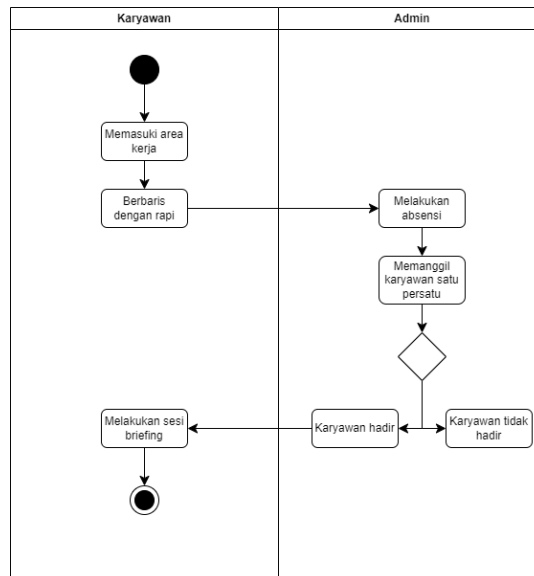 Karyawan
Admin
Memasuki area
kerja
Berbaris
dengan rapi
Melakukan
absensi
Memanggil
karyawan satu
persatu
Melakukan sesi
briefing
Karyawan hadir
Karyawan tidak
hadir